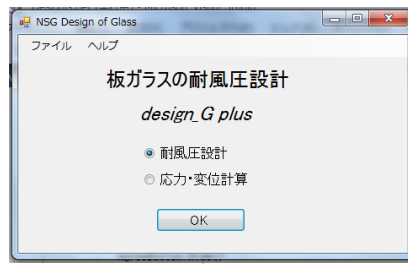 NSG Design of Glass
ファイル ヘルプ
板ガラスの耐風圧設計
design_G plus
耐風圧設計
応力・変位計算
OK